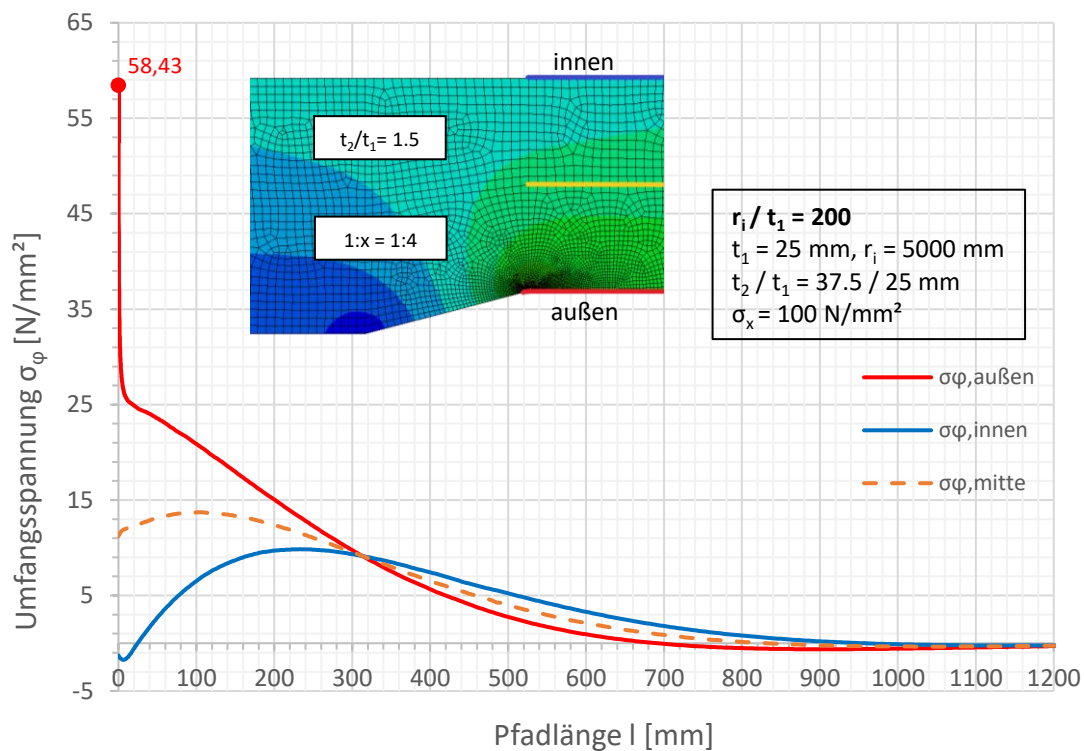 65
55
45
35
25
15
5
-5
Umfangsspannung σφ [N/mm²]
58,43
innen
t₂/t₁= 1.5
1:x = 1:4
außen
rᵢ / t₁ = 200
t₁ = 25 mm, rᵢ = 5000 mm
t₂ / t₁ = 37.5 / 25 mm
σₓ = 100 N/mm²
σφ,außen
σφ,innen
σφ,mitte
0 100 200 300 400 500 600 700 800 900 1000 1100 1200
Pfadlänge l [mm]